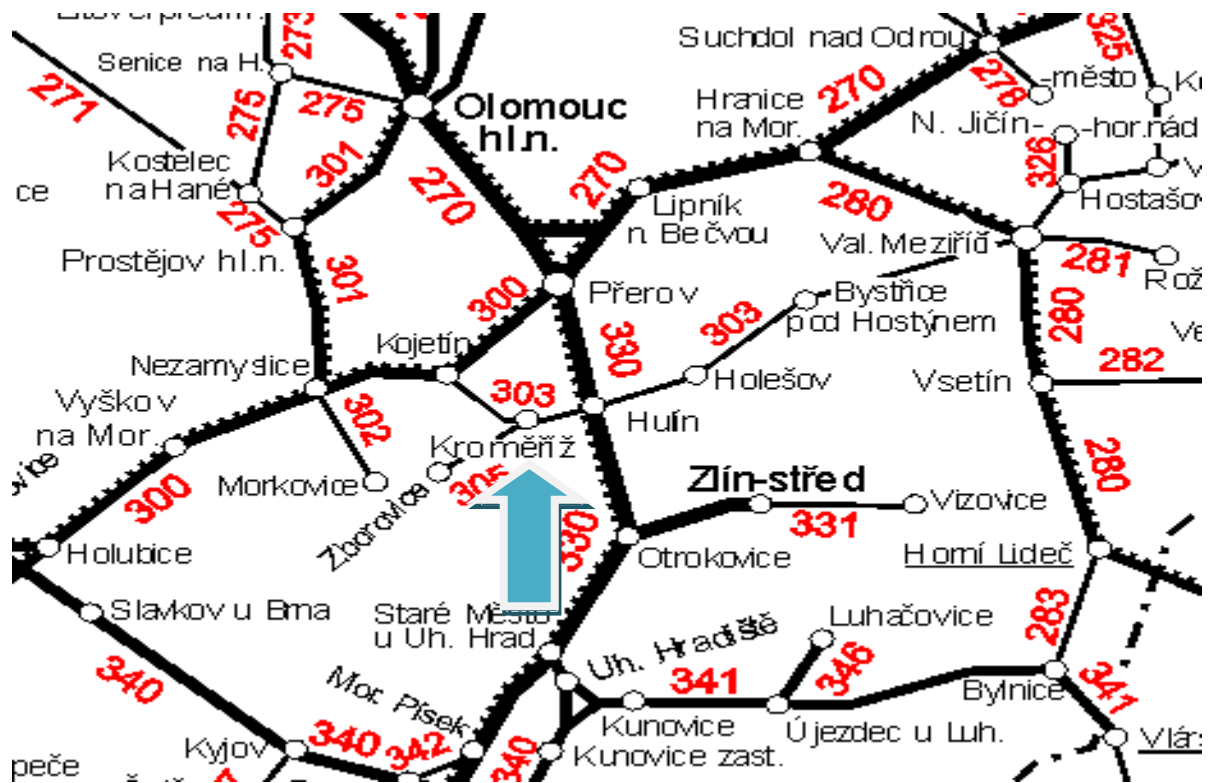 273
325
Suchdol nad Odrou
Senice na H.
275
275
271
Olomouc
hl.n.
270
278
-město
Hranice
na Mor.
N. Jičín-
-hor.nád
Kostelec
na Hané
301
270
270
326
ce
Lipník
n. Bečvou
280
Hostašov
275
Val. Meziříčí
Prostějov hl.n.
281
Rož
301
300
Přerov
Bystřice
pod Hostýnem
280
303
330
Kojetín
Nezamyslice
303
Holešov
Vsetín
282
Vyškov
na Mor.
302
Hulín
Kroměříž
300
Morkovice
305
Zborovice
Zlín-střed
280
331
Vizovice
330
Holubice
Otrokovice
Horní Lideč
Slavkov u Brna
Staré Město
u Uh. Hrad.
Luhačovice
283
Uh. Hradiště
340
341
346
Mor. Písek
Bylnice
341
Kunovice
Újezdec u Luh.
Kyjov
340
342
340
Kunovice zast.
Vlárs
peče